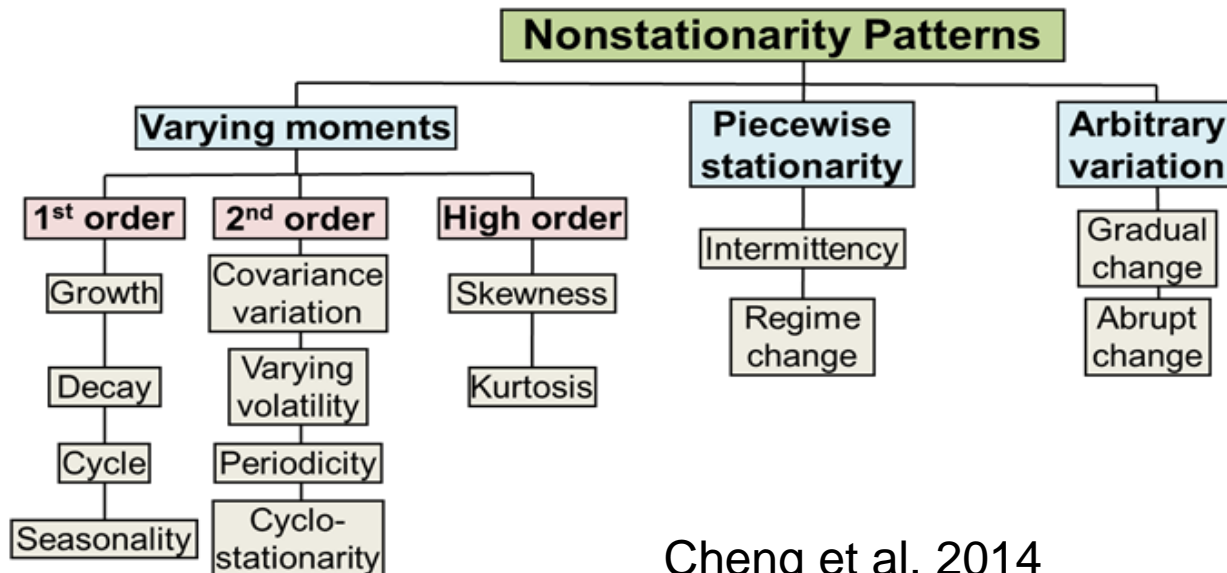 Nonstationarity Patterns
Varying moments
Piecewise
stationarity
Arbitrary
variation
1st order
2nd order
High order
Growth
Decay
Cycle
Seasonality
Covariance
variation
Varying
volatility
Periodicity
Cyclo-
stationarity
Skewness
Kurtosis
Intermittency
Regime
change
Gradual
change
Abrupt
change
Cheng et al. 2014